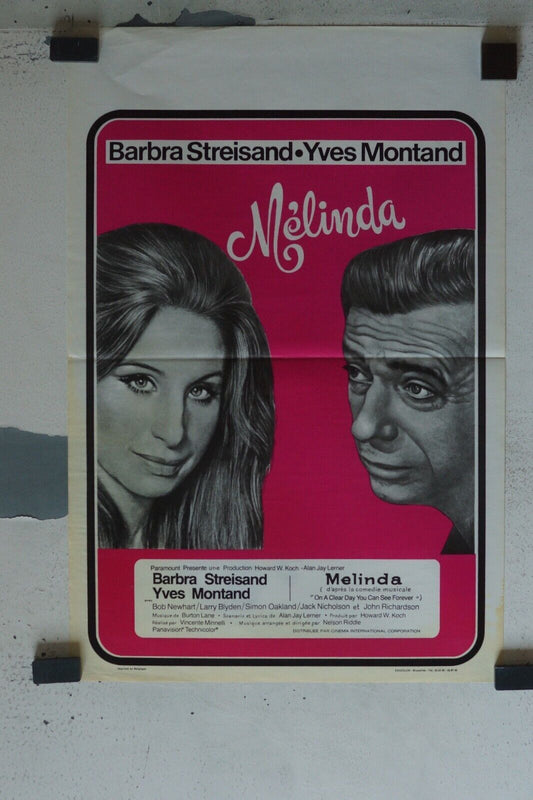 Barbra Streisand•Yves Montand
Mélinda
Paramount Presente une Production Howard W. Koch - Alan Jay Lerner
Barbra Streisand
Yves Montand
Melinda
( d'après la comedie musicale
"On A Clear Day You Can See Forever")
avec
Bob Newhart/Larry Blyden/Simon Oakland/Jack Nicholson et John Richardson
Musique de Burton Lane - Scenario et Lyrics de Alan Jay Lerner • Produit par Howard W. Koch
Réalisé par Vincente Minnelli • Musique arrangée et dirigée par Nelson Riddle
Panavision® Technicolor®
DISTRIBUÉE PAR CINEMA INTERNATIONAL CORPORATION